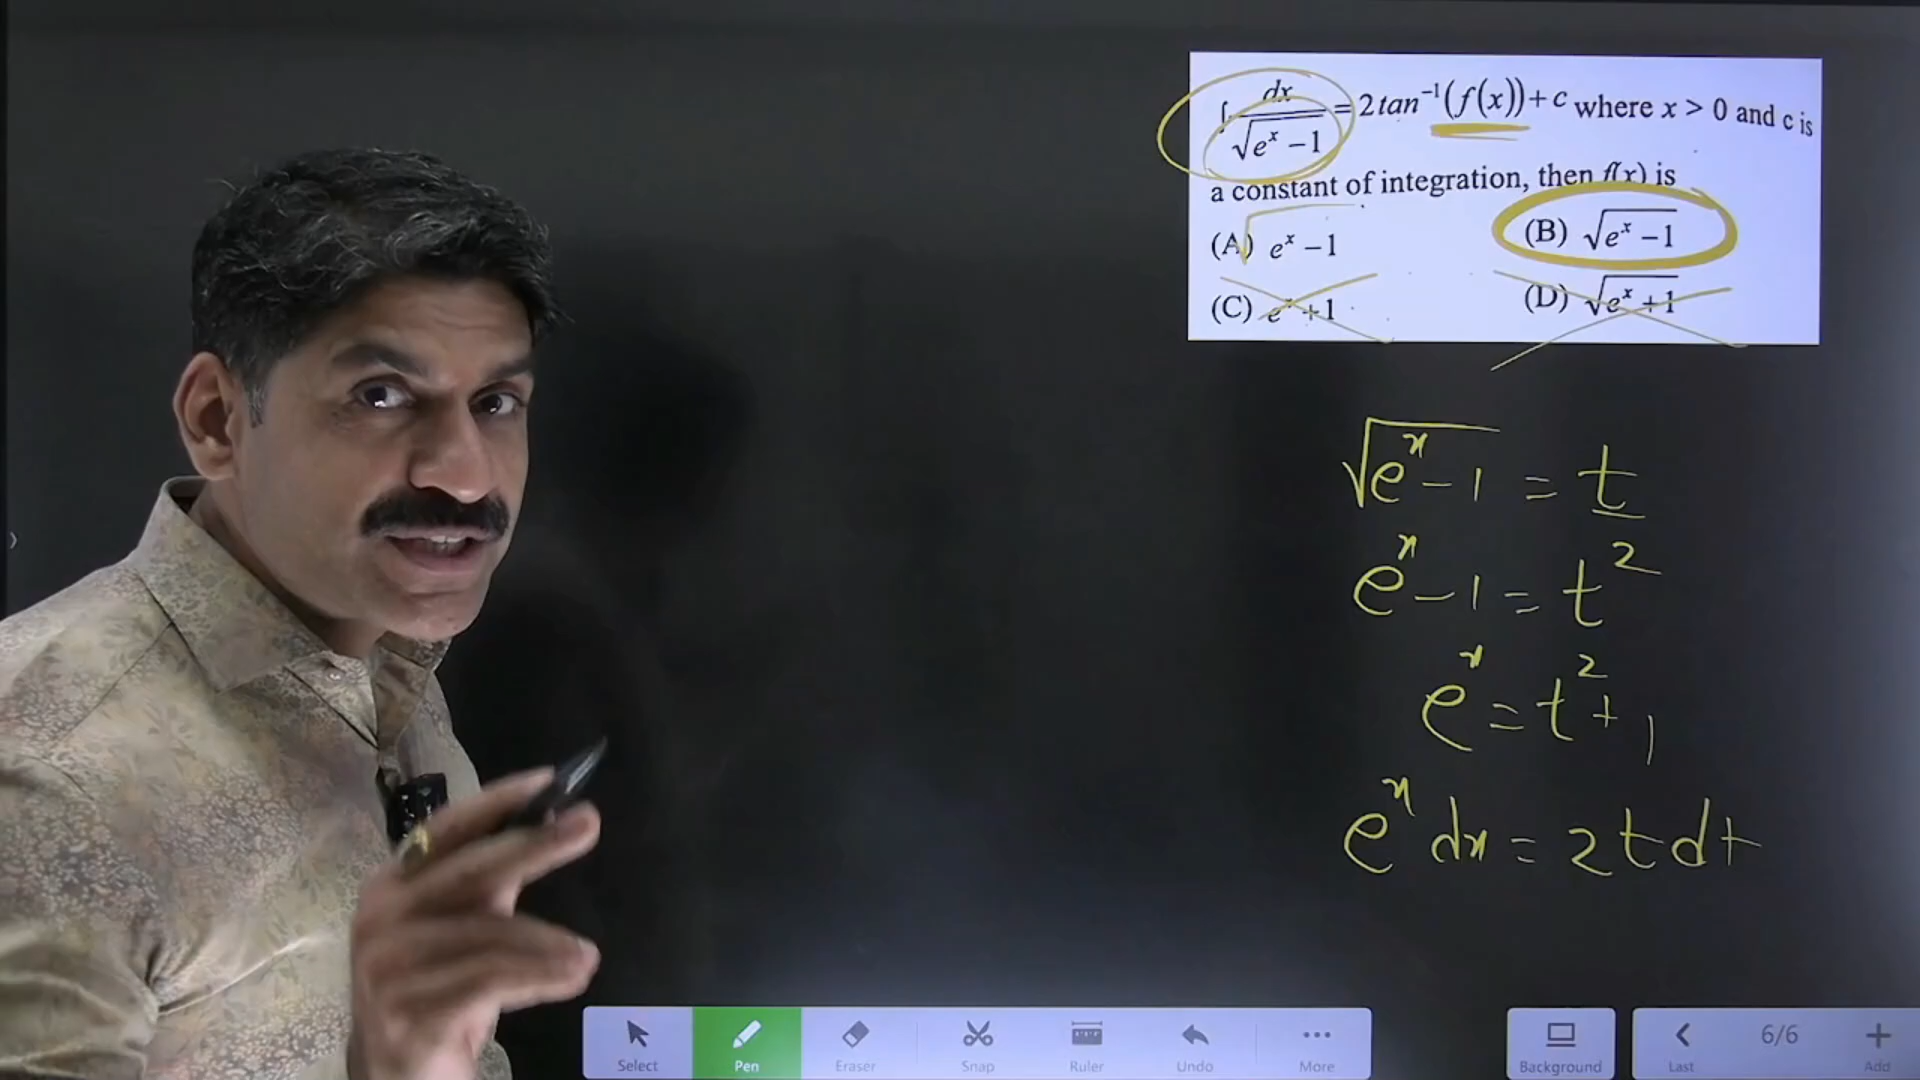 ∫ dx/√(eˣ − 1) = 2 tan⁻¹(f(x)) + c where x > 0 and c is
a constant of integration, then f(x) is
(A) eˣ − 1 (B) √(eˣ − 1)
(C) eˣ + 1 (D) √(eˣ + 1)
√(eˣ − 1) = t
eˣ − 1 = t²
eˣ = t² + 1
eˣ dx = 2t dt
Select Pen Eraser Snap Ruler Undo More Background Last 6/6 Add